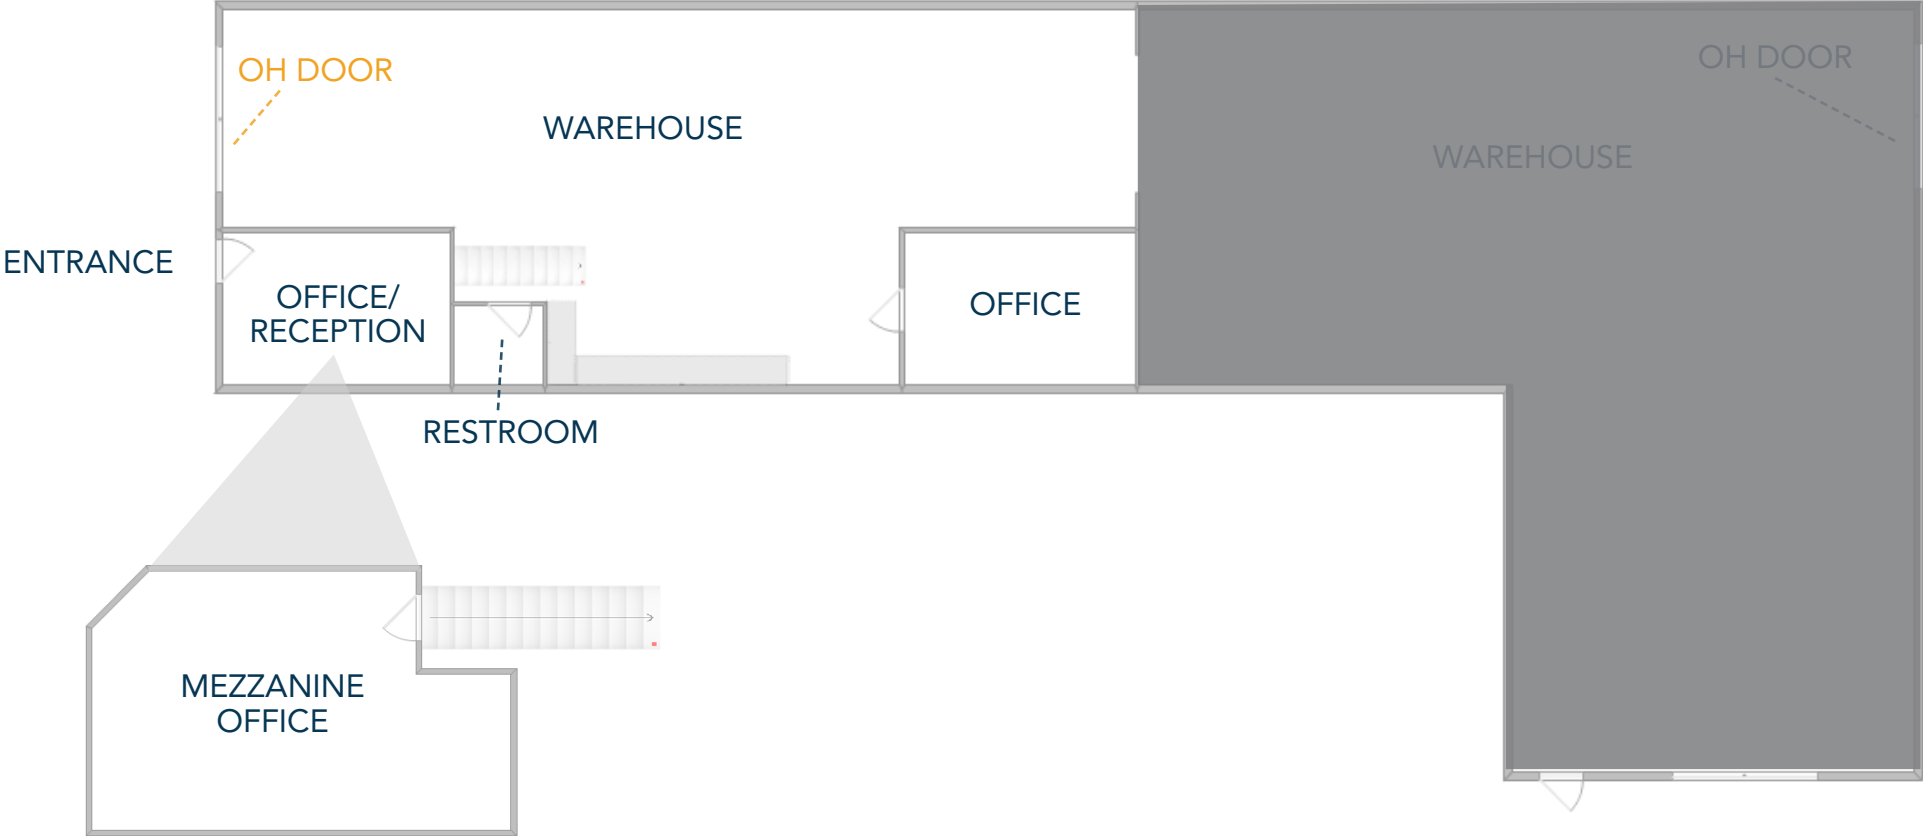 OH DOOR
OH DOOR
WAREHOUSE
WAREHOUSE
ENTRANCE
OFFICE/
RECEPTION
OFFICE
RESTROOM
MEZZANINE
OFFICE